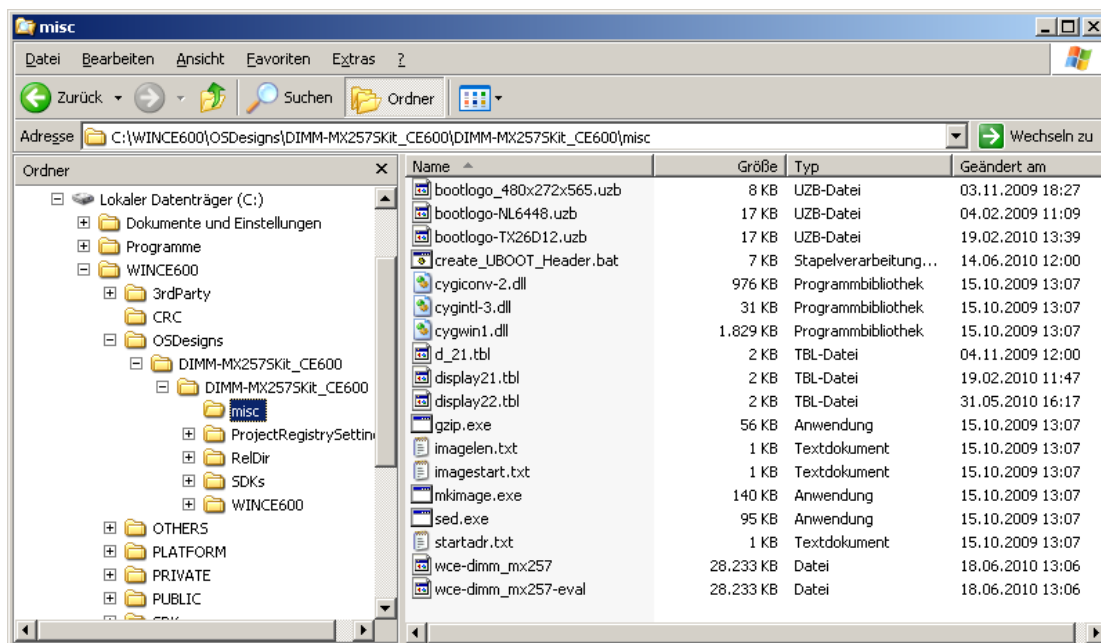 misc
Datei Bearbeiten Ansicht Favoriten Extras ?
Zurück Suchen Ordner
Adresse C:\WINCE600\OSDesigns\DIMM-MX257SKit_CE600\DIMM-MX257SKit_CE600\misc Wechseln zu
Ordner x
Lokaler Datenträger (C:)
Dokumente und Einstellungen
Programme
WINCE600
3rdParty
CRC
OSDesigns
DIMM-MX257SKit_CE600
DIMM-MX257SKit_CE600
misc
ProjectRegistrySettin
RelDir
SDKs
WINCE600
OTHERS
PLATFORM
PRIVATE
PUBLIC
Name Größe Typ Geändert am
bootlogo_480x272x565.uzb 8 KB UZB-Datei 03.11.2009 18:27
bootlogo-NL6448.uzb 17 KB UZB-Datei 04.02.2009 11:09
bootlogo-TX26D12.uzb 17 KB UZB-Datei 19.02.2010 13:39
create_UBOOT_Header.bat 7 KB Stapelverarbeitung... 14.06.2010 12:00
cygiconv-2.dll 976 KB Programmbibliothek 15.10.2009 13:07
cygintl-3.dll 31 KB Programmbibliothek 15.10.2009 13:07
cygwin1.dll 1.829 KB Programmbibliothek 15.10.2009 13:07
d_21.tbl 2 KB TBL-Datei 04.11.2009 12:00
display21.tbl 2 KB TBL-Datei 19.02.2010 11:47
display22.tbl 2 KB TBL-Datei 31.05.2010 16:17
gzip.exe 56 KB Anwendung 15.10.2009 13:07
imagelen.txt 1 KB Textdokument 15.10.2009 13:07
imagestart.txt 1 KB Textdokument 15.10.2009 13:07
mkimage.exe 140 KB Anwendung 15.10.2009 13:07
sed.exe 95 KB Anwendung 15.10.2009 13:07
startadr.txt 1 KB Textdokument 15.10.2009 13:07
wce-dimm_mx257 28.233 KB Datei 18.06.2010 13:06
wce-dimm_mx257-eval 28.233 KB Datei 18.06.2010 13:06